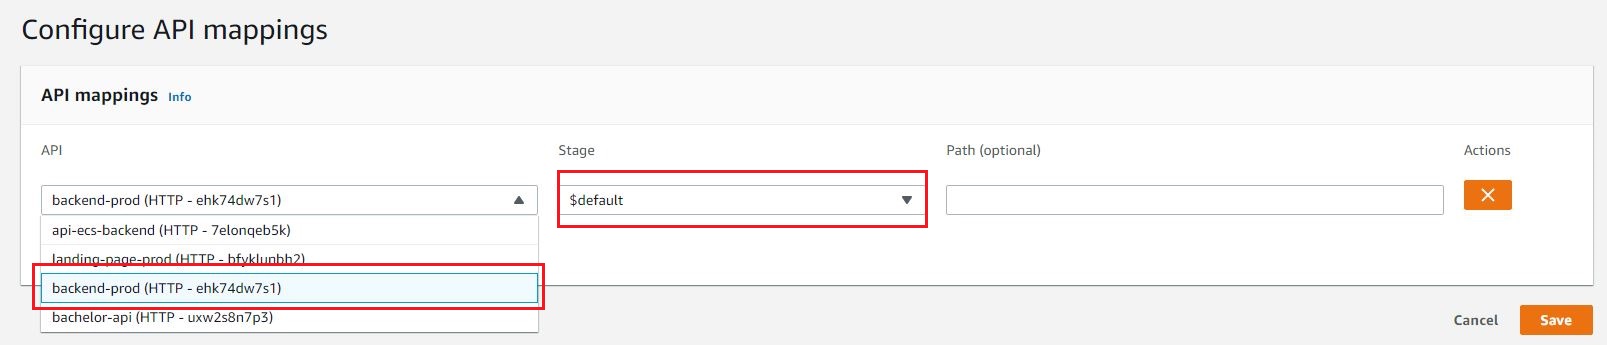 Configure API mappings
API mappings Info
API Stage Path (optional) Actions
backend-prod (HTTP - ehk74dw7s1) $default
api-ecs-backend (HTTP - 7elonqeb5k)
landing-page-prod (HTTP - bfyklunbh2)
backend-prod (HTTP - ehk74dw7s1)
bachelor-api (HTTP - uxw2s8n7p3)
Cancel Save